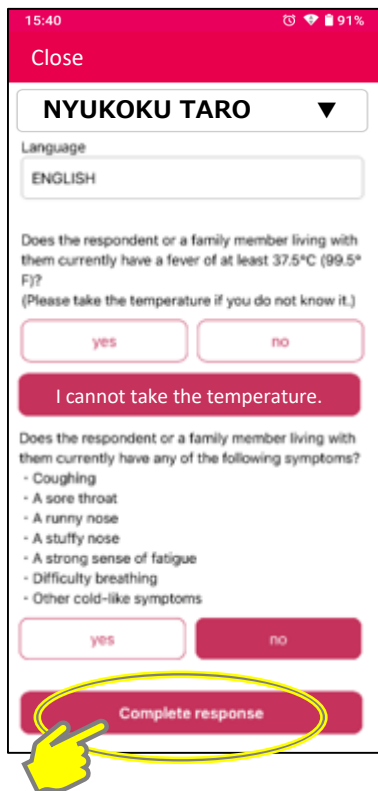 15:40 91%
Close
NYUKOKU TARO ▼
Language
ENGLISH
Does the respondent or a family member living with
them currently have a fever of at least 37.5°C (99.5°
F)?
(Please take the temperature if you do not know it.)
yes no
I cannot take the temperature.
Does the respondent or a family member living with
them currently have any of the following symptoms?
・Coughing
・A sore throat
・A runny nose
・A stuffy nose
・A strong sense of fatigue
・Difficulty breathing
・Other cold-like symptoms
yes no
Complete response